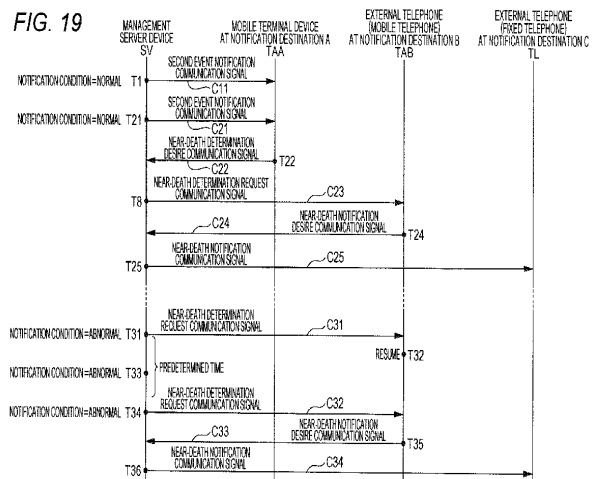 FIG. 19
MANAGEMENT
SERVER DEVICE
SV
MOBILE TERMINAL DEVICE
AT NOTIFICATION DESTINATION A
TAA
EXTERNAL TELEPHONE
(MOBILE TELEPHONE)
AT NOTIFICATION DESTINATION B
TAB
EXTERNAL TELEPHONE
(FIXED TELEPHONE)
AT NOTIFICATION DESTINATION C
TL
SECOND EVENT NOTIFICATION
COMMUNICATION SIGNAL
NOTIFICATION CONDITION=NORMAL T1
C11
SECOND EVENT NOTIFICATION
COMMUNICATION SIGNAL
NOTIFICATION CONDITION=NORMAL T21
C21
NEAR-DEATH DETERMINATION
DESIRE COMMUNICATION SIGNAL
T22
C22
NEAR-DEATH DETERMINATION REQUEST
COMMUNICATION SIGNAL
C23
T8
C24
NEAR-DEATH NOTIFICATION
DESIRE COMMUNICATION SIGNAL
T24
NEAR-DEATH NOTIFICATION
COMMUNICATION SIGNAL
C25
T25
NEAR-DEATH DETERMINATION
REQUEST COMMUNICATION SIGNAL
C31
NOTIFICATION CONDITION=ABNORMAL T31
RESUME T32
PREDETERMINED TIME
NOTIFICATION CONDITION=ABNORMAL T33
NEAR-DEATH DETERMINATION
REQUEST COMMUNICATION SIGNAL
C32
NOTIFICATION CONDITION=ABNORMAL T34
C33
NEAR-DEATH NOTIFICATION
DESIRE COMMUNICATION SIGNAL
T35
NEAR-DEATH NOTIFICATION
COMMUNICATION SIGNAL
C34
T36